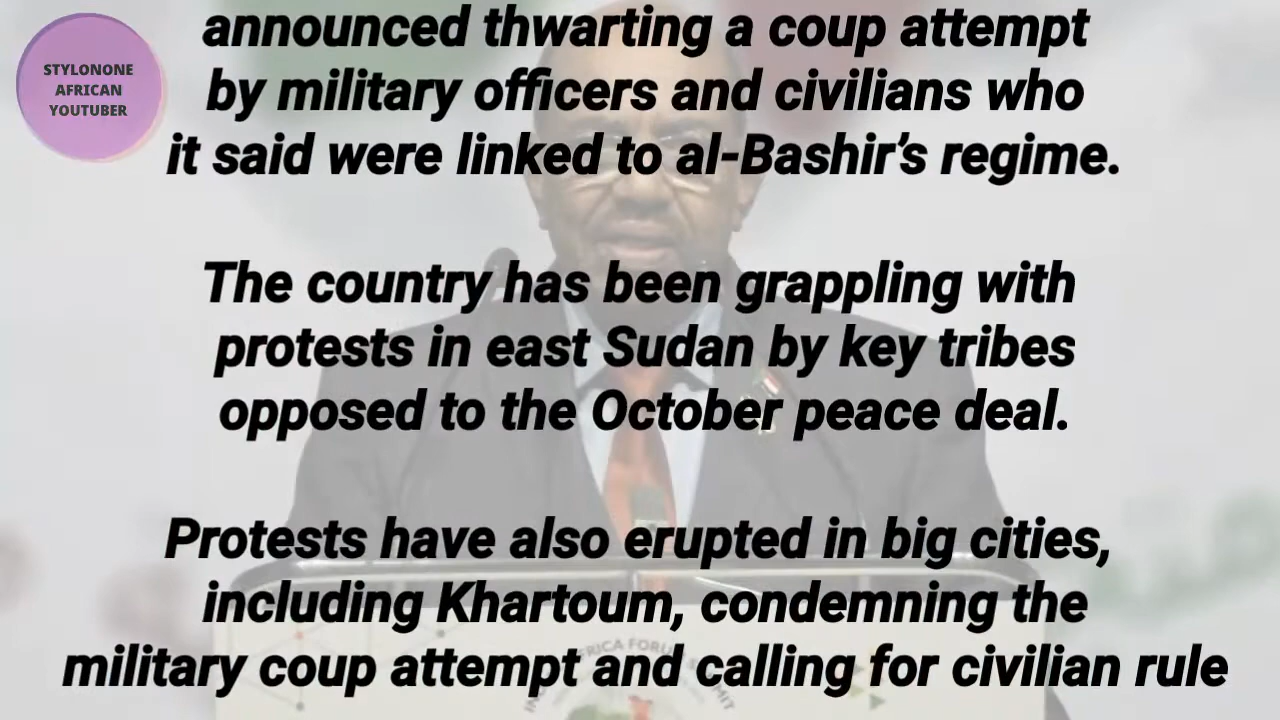 STYLONONE
AFRICAN
YOUTUBER
announced thwarting a coup attempt
by military officers and civilians who
it said were linked to al-Bashir’s regime.
The country has been grappling with
protests in east Sudan by key tribes
opposed to the October peace deal.
Protests have also erupted in big cities,
including Khartoum, condemning the
military coup attempt and calling for civilian rule